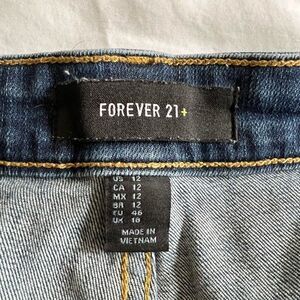 FOREVER 21+
US 12
CA 12
MX 12
BR 12
EU 46
UK 16
MADE IN
VIETNAM